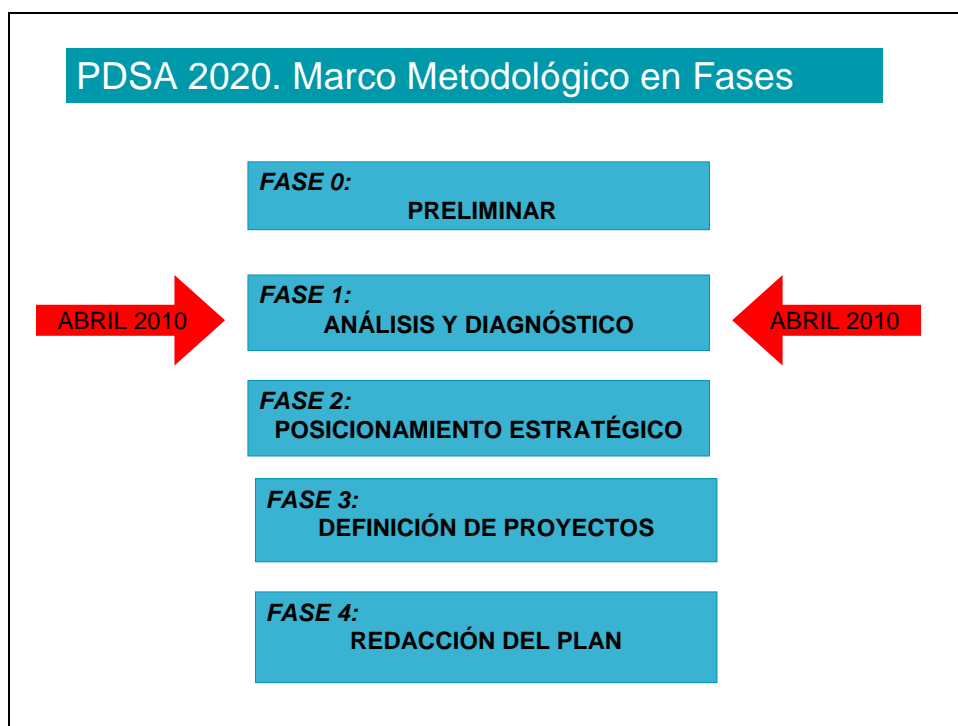 PDSA 2020. Marco Metodológico en Fases
FASE 0:
PRELIMINAR
FASE 1:
ABRIL 2010
ANÁLISIS Y DIAGNÓSTICO
ABRIL 2010
FASE 2:
POSICIONAMIENTO ESTRATÉGICO
FASE 3:
DEFINICIÓN DE PROYECTOS
FASE 4:
REDACCIÓN DEL PLAN